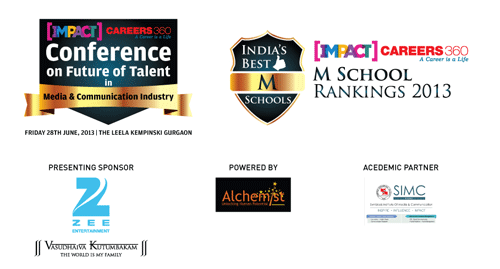 [IMPACT] CAREERS360
A Career is a Life
Conference
on Future of Talent
in
Media & Communication Industry
FRIDAY 28TH JUNE, 2013 | THE LEELA KEMPINSKI GURGAON
INDIA'S
BEST
M
SCHOOLS
[IMPACT] CAREERS360
A Career is a Life
M SCHOOL
RANKINGS 2013
PRESENTING SPONSOR
ZEE
ENTERTAINMENT
VASUDHAIVA KUTUMBAKAM
THE WORLD IS MY FAMILY
POWERED BY
Alchemist
ACEDEMIC PARTNER
SIMC